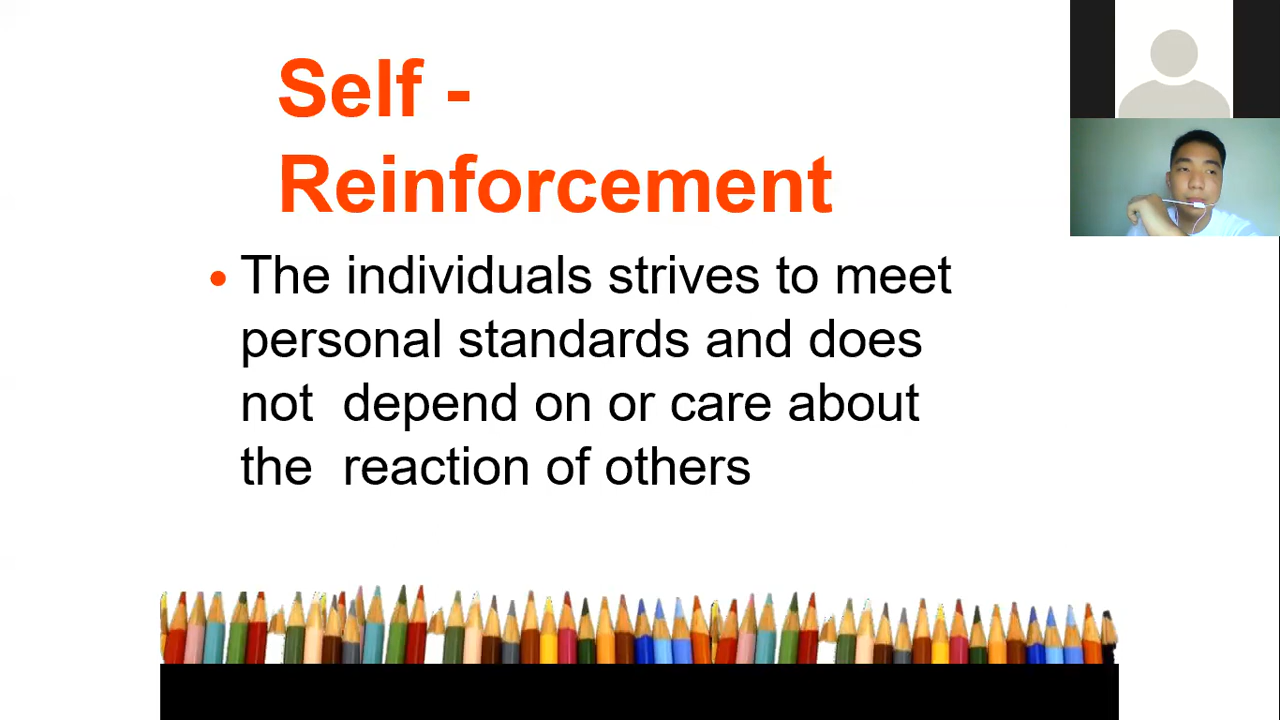 Self -
Reinforcement
• The individuals strives to meet
personal standards and does
not  depend on or care about
the  reaction of others